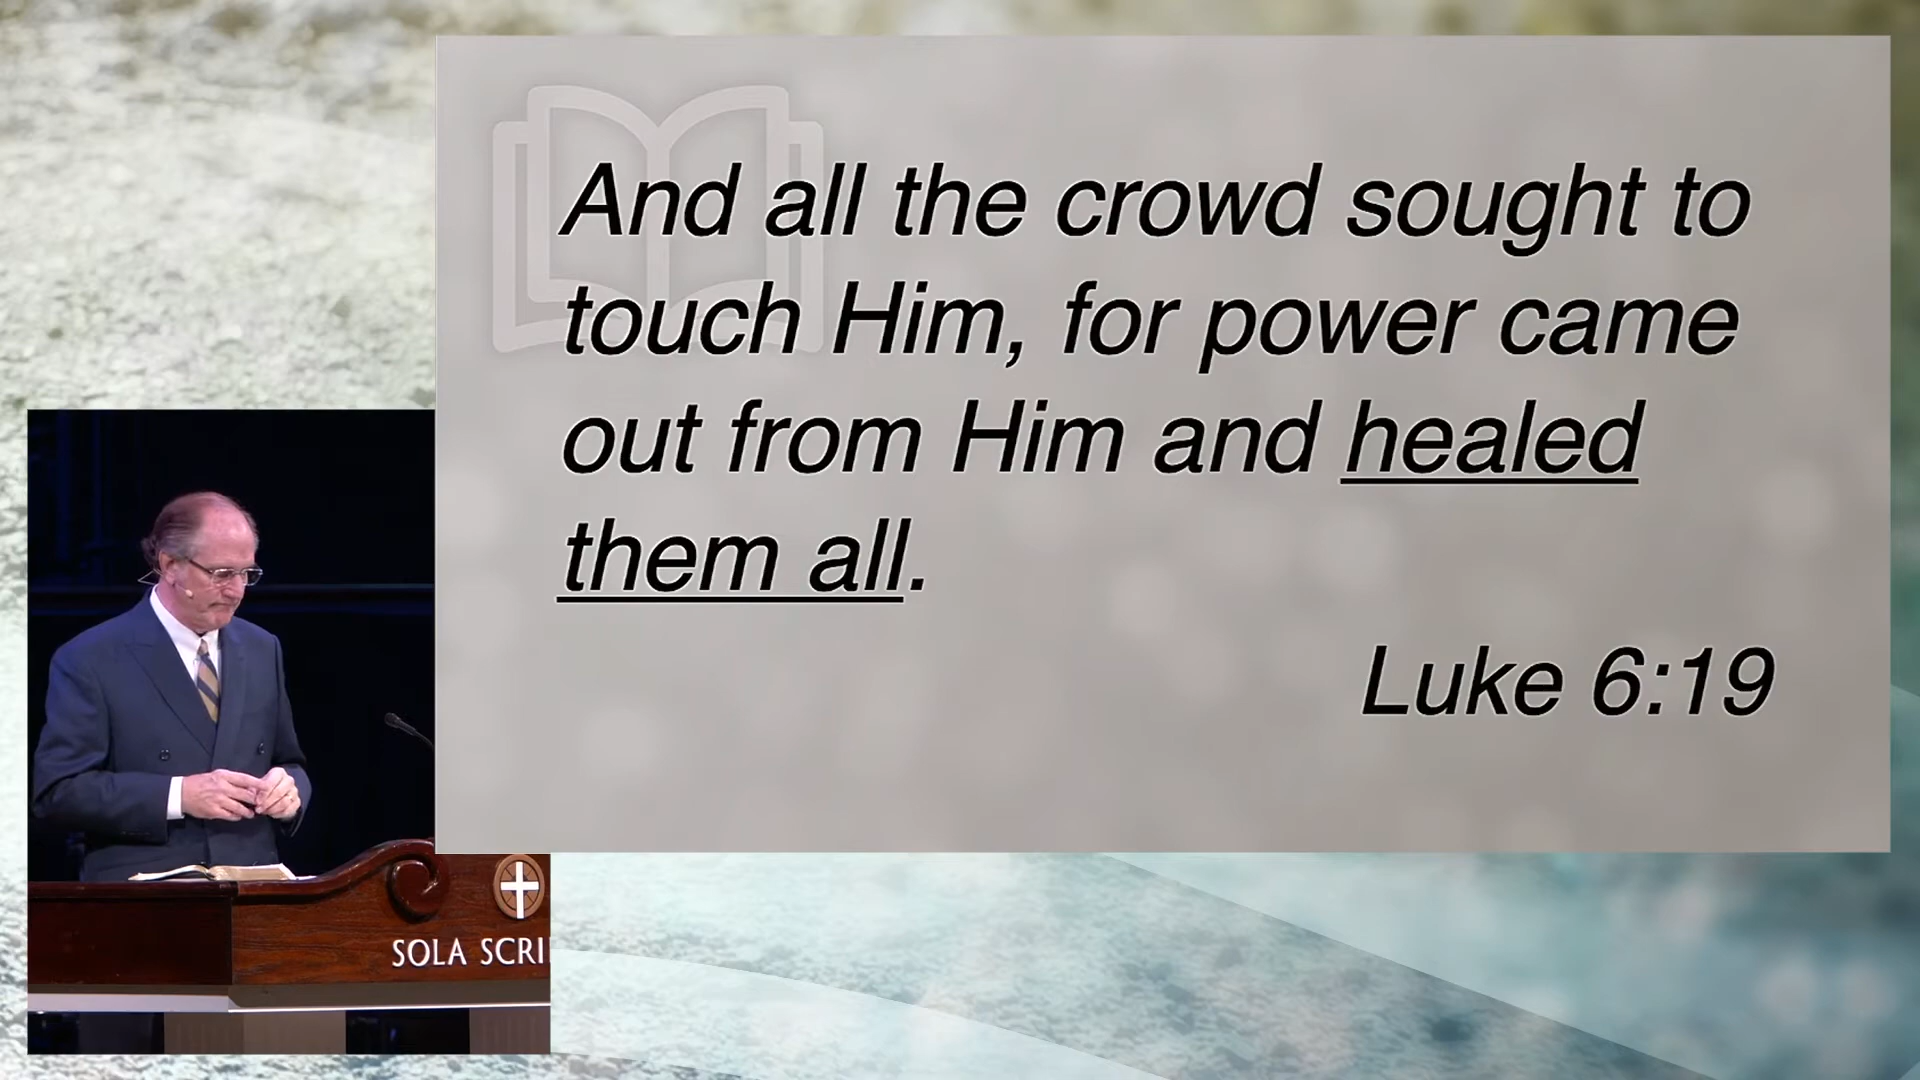 And all the crowd sought to
touch Him, for power came
out from Him and healed
them all.
Luke 6:19
SOLA SCRI